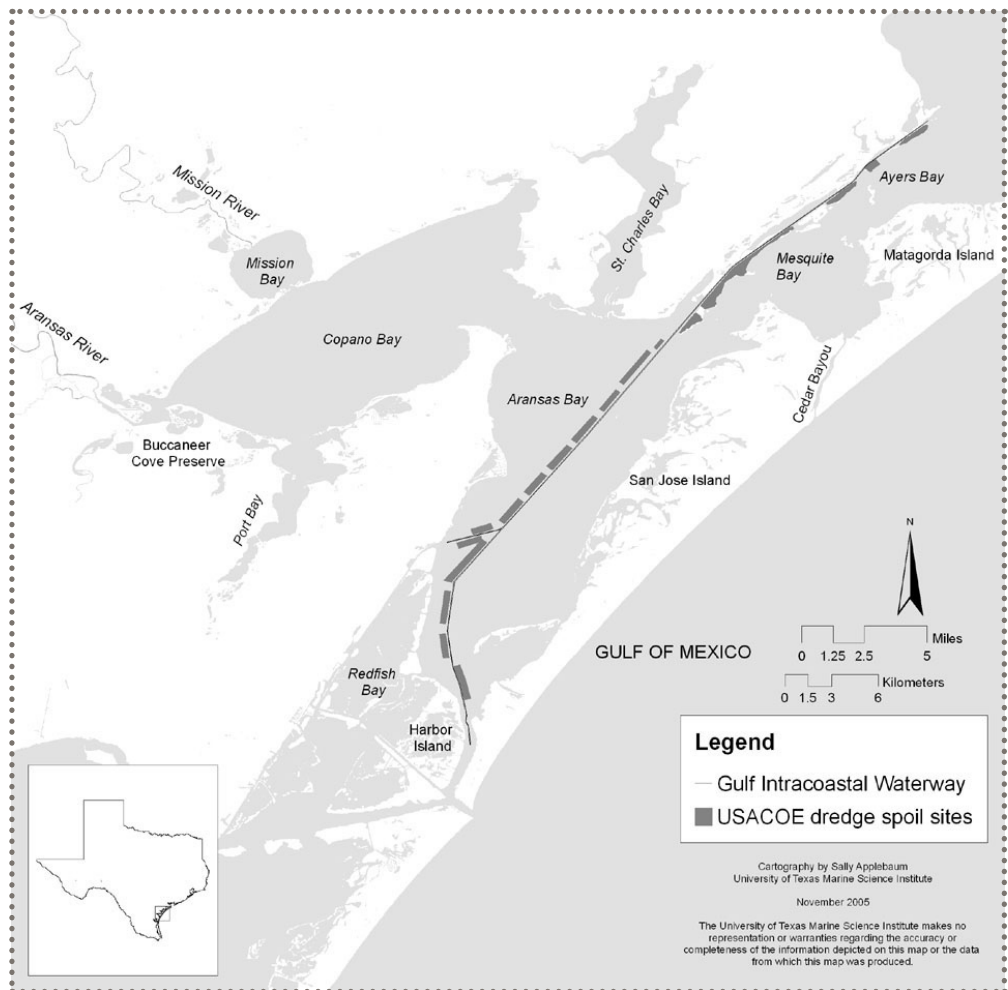 Mission River
Ayers Bay
St. Charles Bay
Mission
Bay
Mesquite
Bay
Matagorda Island
Aransas River
Copano Bay
Cedar Bayou
Aransas Bay
Buccaneer
Cove Preserve
San Jose Island
Port Bay
N
GULF OF MEXICO
Miles
0 1.25 2.5 5
Kilometers
0 1.5 3 6
Redfish
Bay
Harbor
Island
Legend
Gulf Intracoastal Waterway
USACOE dredge spoil sites
Cartography by Sally Applebaum
University of Texas Marine Science Institute
November 2005
The University of Texas Marine Science Institute makes no
representation or warranties regarding the accuracy or
completeness of the information depicted on this map or the data
from which this map was produced.